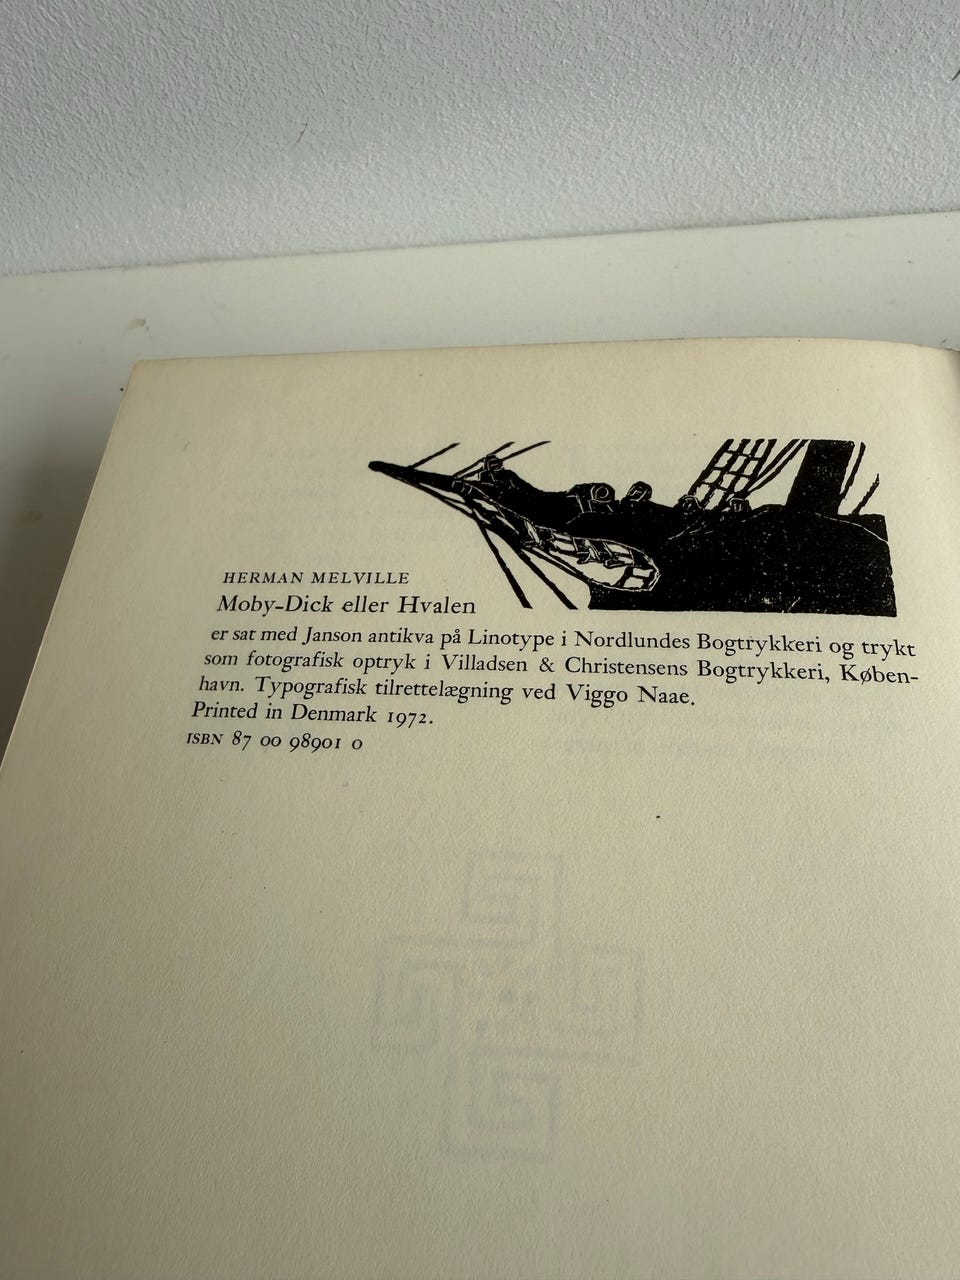 HERMAN MELVILLE
Moby-Dick eller Hvalen
er sat med Janson antikva på Linotype i Nordlundes Bogtrykkeri og trykt
som fotografisk optryk i Villadsen & Christensens Bogtrykkeri, Køben-
havn. Typografisk tilrettelægning ved Viggo Naae.
Printed in Denmark 1972.
ISBN 87 00 98901 0